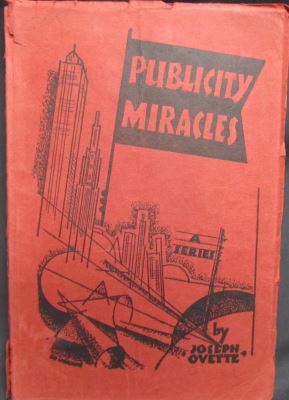 PUBLICITY
MIRACLES
A
SERIES
by
JOSEPH
OVETTE